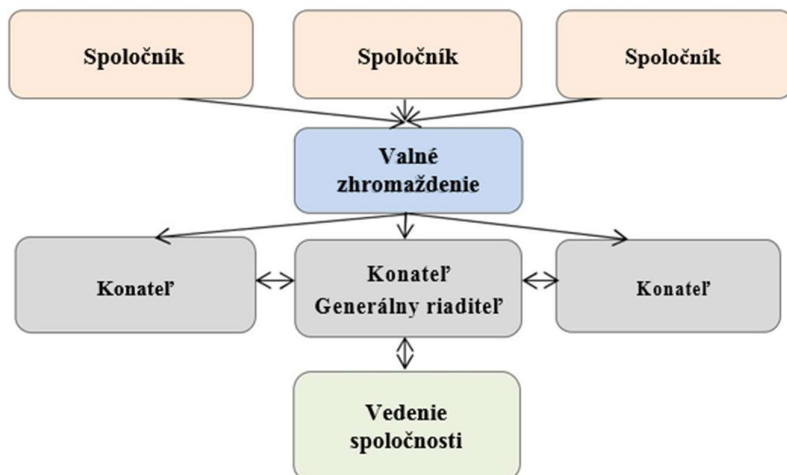 Spoločník
Spoločník
Spoločník
Valné
zhromaždenie
Konateľ
Konateľ
Generálny riaditeľ
Konateľ
Vedenie
spoločnosti